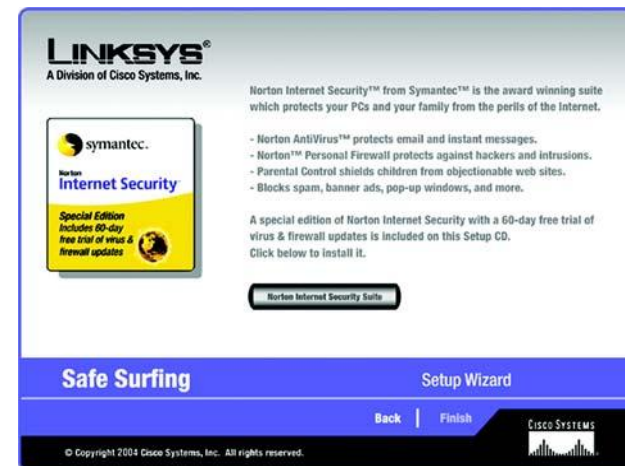 LINKSYS®
A Division of Cisco Systems, Inc.
symantec.
Norton
Internet Security
Special Edition
Includes 60-day
free trial of virus &
firewall updates
Norton Internet Security™ from Symantec™ is the award winning suite
which protects your PCs and your family from the perils of the Internet.
- Norton AntiVirus™ protects email and instant messages.
- Norton™ Personal Firewall protects against hackers and intrusions.
- Parental Control shields children from objectionable web sites.
- Blocks spam, banner ads, pop-up windows, and more.
A special edition of Norton Internet Security with a 60-day free trial of
virus & firewall updates is included on this Setup CD.
Click below to install it.
Norton Internet Security Suite
Safe Surfing
Setup Wizard
Back
Finish
CISCO SYSTEMS
© Copyright 2004 Cisco Systems, Inc. All rights reserved.